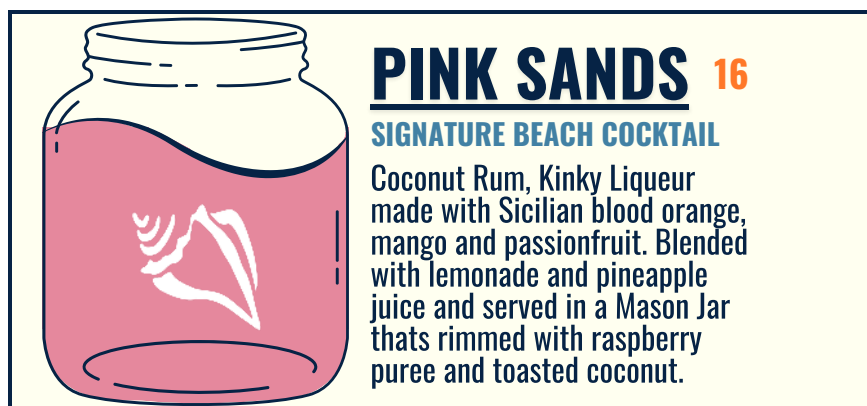 PINK SANDS 16
SIGNATURE BEACH COCKTAIL
Coconut Rum, Kinky Liqueur
made with Sicilian blood orange,
mango and passionfruit. Blended
with lemonade and pineapple
juice and served in a Mason Jar
thats rimmed with raspberry
puree and toasted coconut.